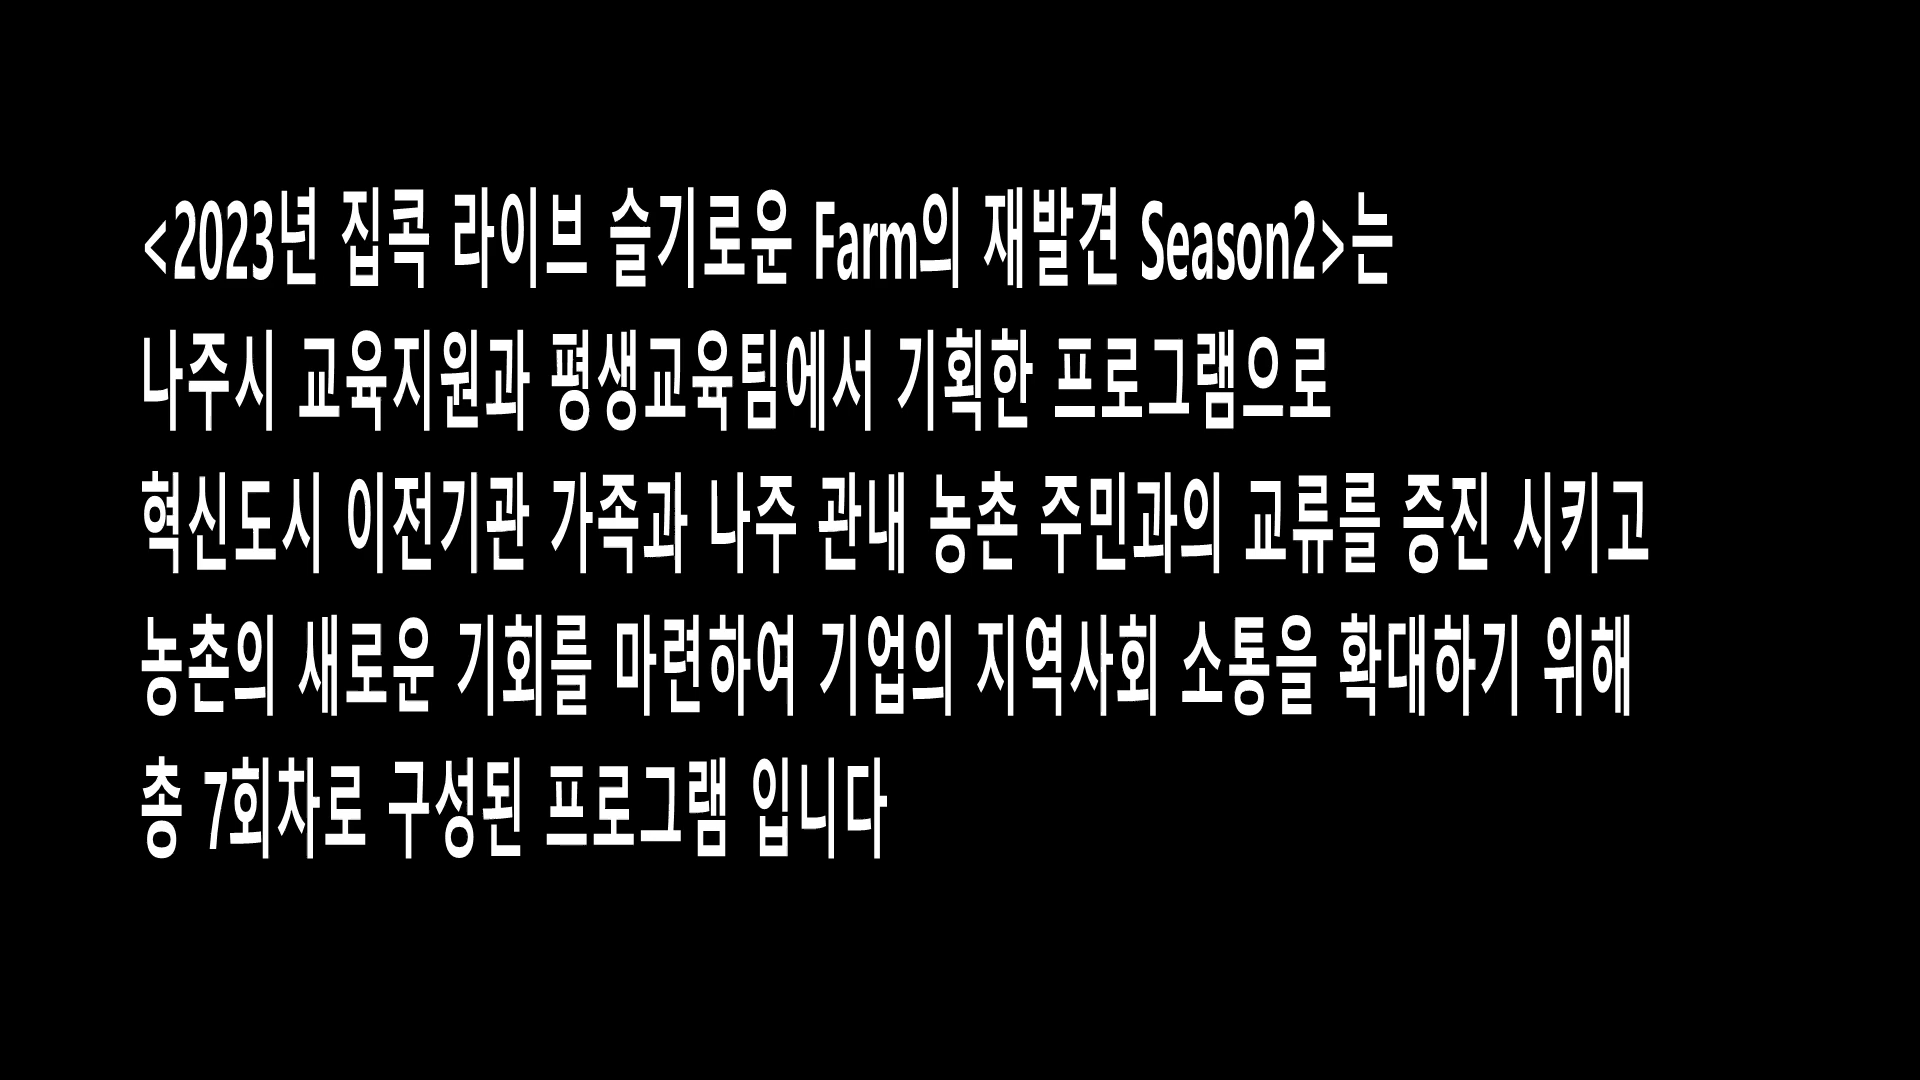 <2023년 집콕 라이브 슬기로운 Farm의 재발견 Season2>는
나주시 교육지원과 평생교육팀에서 기획한 프로그램으로
혁신도시 이전기관 가족과 나주 관내 농촌 주민과의 교류를 증진 시키고
농촌의 새로운 기회를 마련하여 기업의 지역사회 소통을 확대하기 위해
총 7회차로 구성된 프로그램 입니다